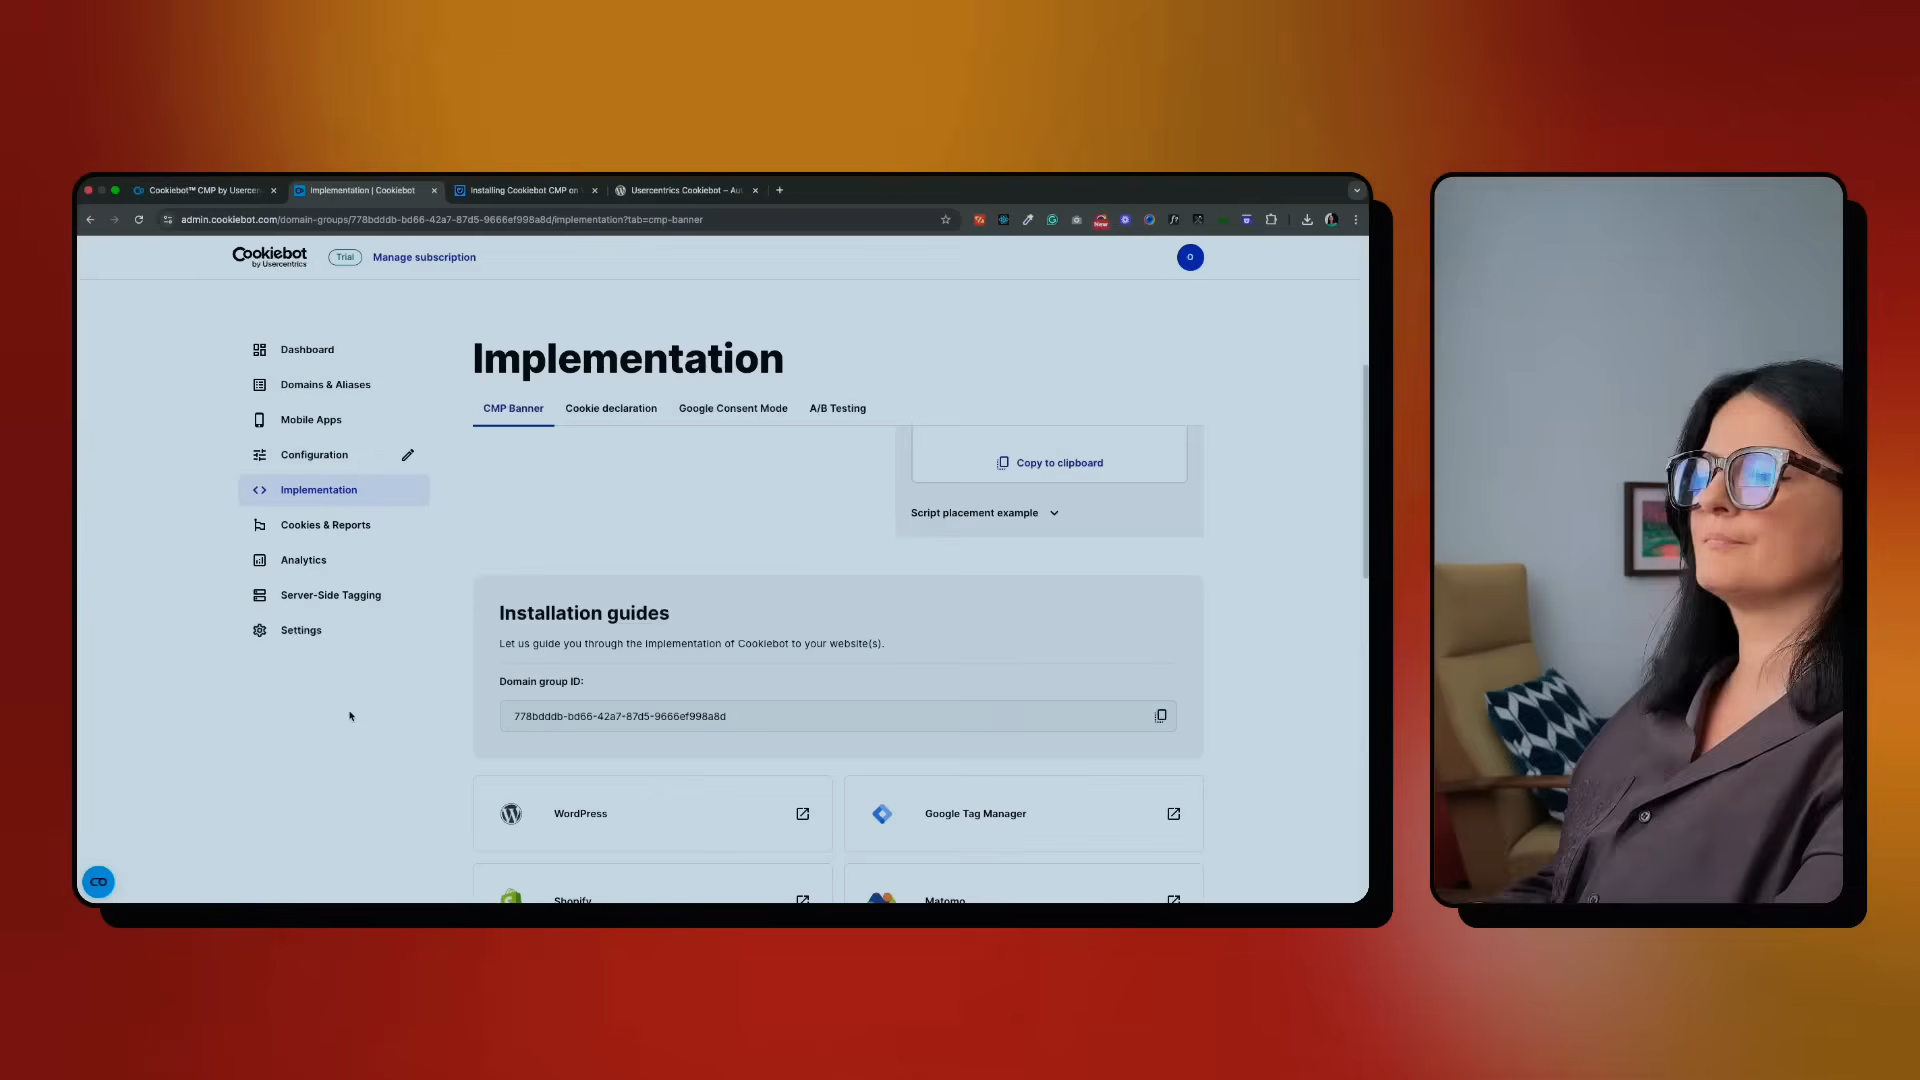 Cookiebot™ CMP by Usercen
Implementation | Cookiebot
Installing Cookiebot CMP on
Usercentrics Cookiebot – Au
admin.cookiebot.com/domain-groups/778bdddb-bd66-42a7-87d5-9666ef998a8d/implementation?tab=cmp-banner
New
Cookiebot
by Usercentrics
Trial
Manage subscription
O
Dashboard
Domains & Aliases
Mobile Apps
Configuration
Implementation
Cookies & Reports
Analytics
Server-Side Tagging
Settings
Implementation
CMP Banner
Cookie declaration
Google Consent Mode
A/B Testing
Copy to clipboard
Script placement example
Installation guides
Let us guide you through the implementation of Cookiebot to your website(s).
Domain group ID:
778bdddb-bd66-42a7-87d5-9666ef998a8d
WordPress
Google Tag Manager
Shopify
Matomo